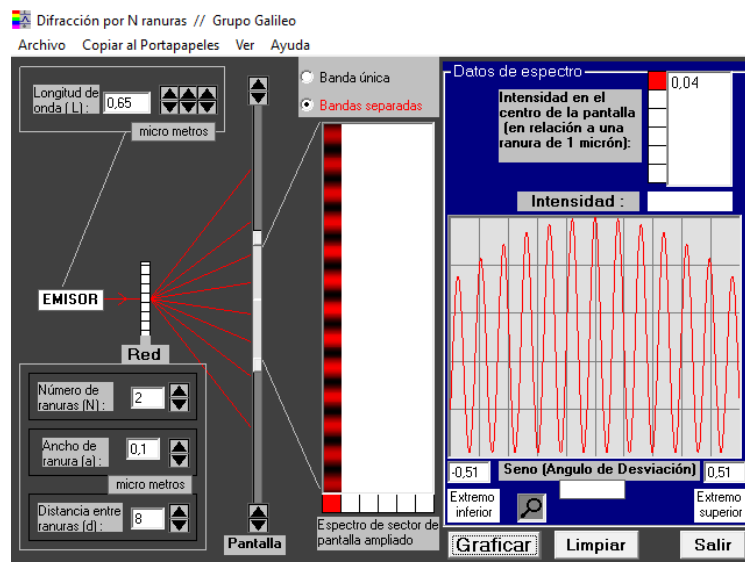 Difracción por N ranuras // Grupo Galileo
Archivo Copiar al Portapapeles Ver Ayuda
Longitud de
onda ( L) :
0,65
micro metros
Banda única
Bandas separadas
EMISOR
Red
Número de
ranuras (N) :
2
Ancho de
ranura (a) :
0,1
micro metros
Distancia entre
ranuras (d) :
8
Pantalla
Espectro de sector de
pantalla ampliado
Datos de espectro
Intensidad en el
centro de la pantalla
(en relación a una
ranura de 1 micrón):
0,04
Intensidad :
-0,51
Seno (Angulo de Desviación)
0,51
Extremo
inferior
Extremo
superior
Graficar
Limpiar
Salir